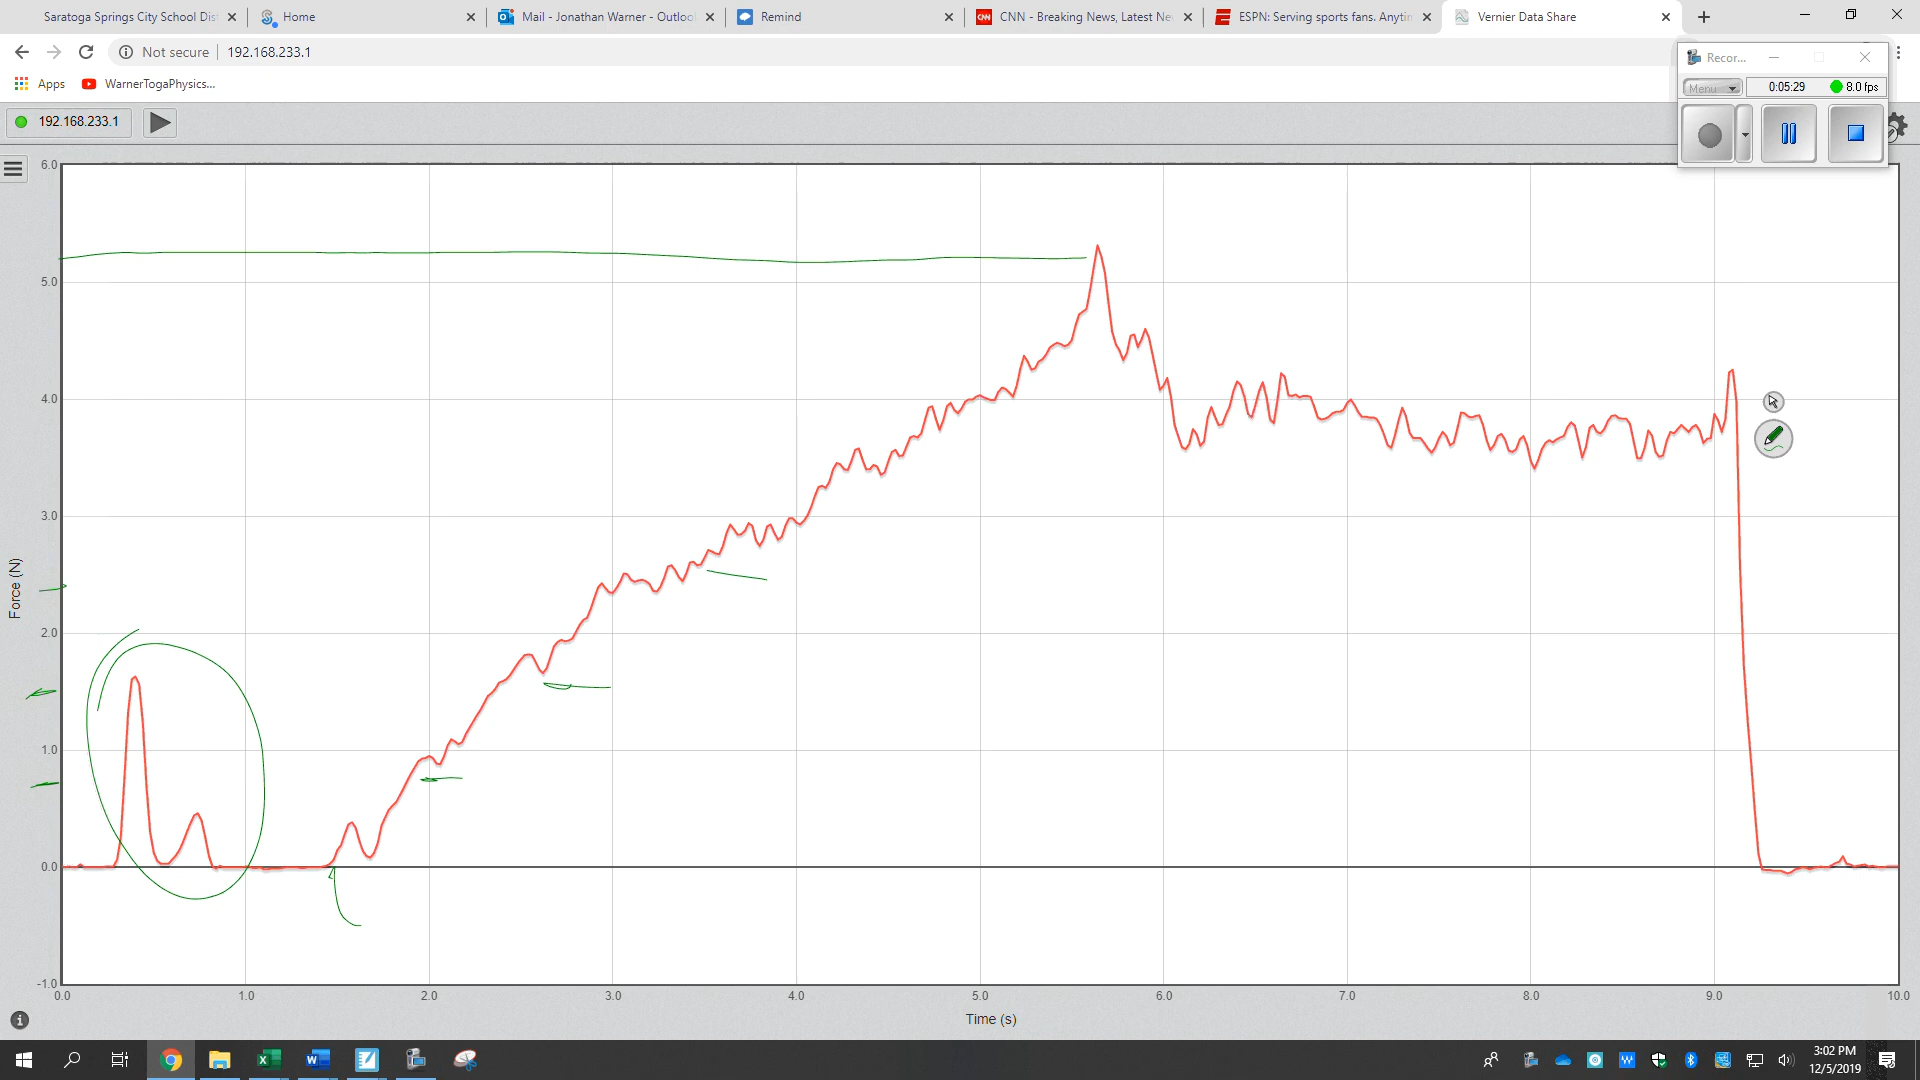 Saratoga Springs City School Dis
Home
Mail - Jonathan Warner - Outloo
Remind
CNN - Breaking News, Latest Ne
ESPN: Serving sports fans. Anytim
Vernier Data Share
Not secure
192.168.233.1
Apps
WarnerTogaPhysics...
Recor...
Menu
0:05:29
8.0 fps
192.168.233.1
6.0
5.0
4.0
3.0
2.0
1.0
0.0
-1.0
Force (N)
0.0 1.0 2.0 3.0 4.0 5.0 6.0 7.0 8.0 9.0 10.0
Time (s)
3:02 PM
12/5/2019